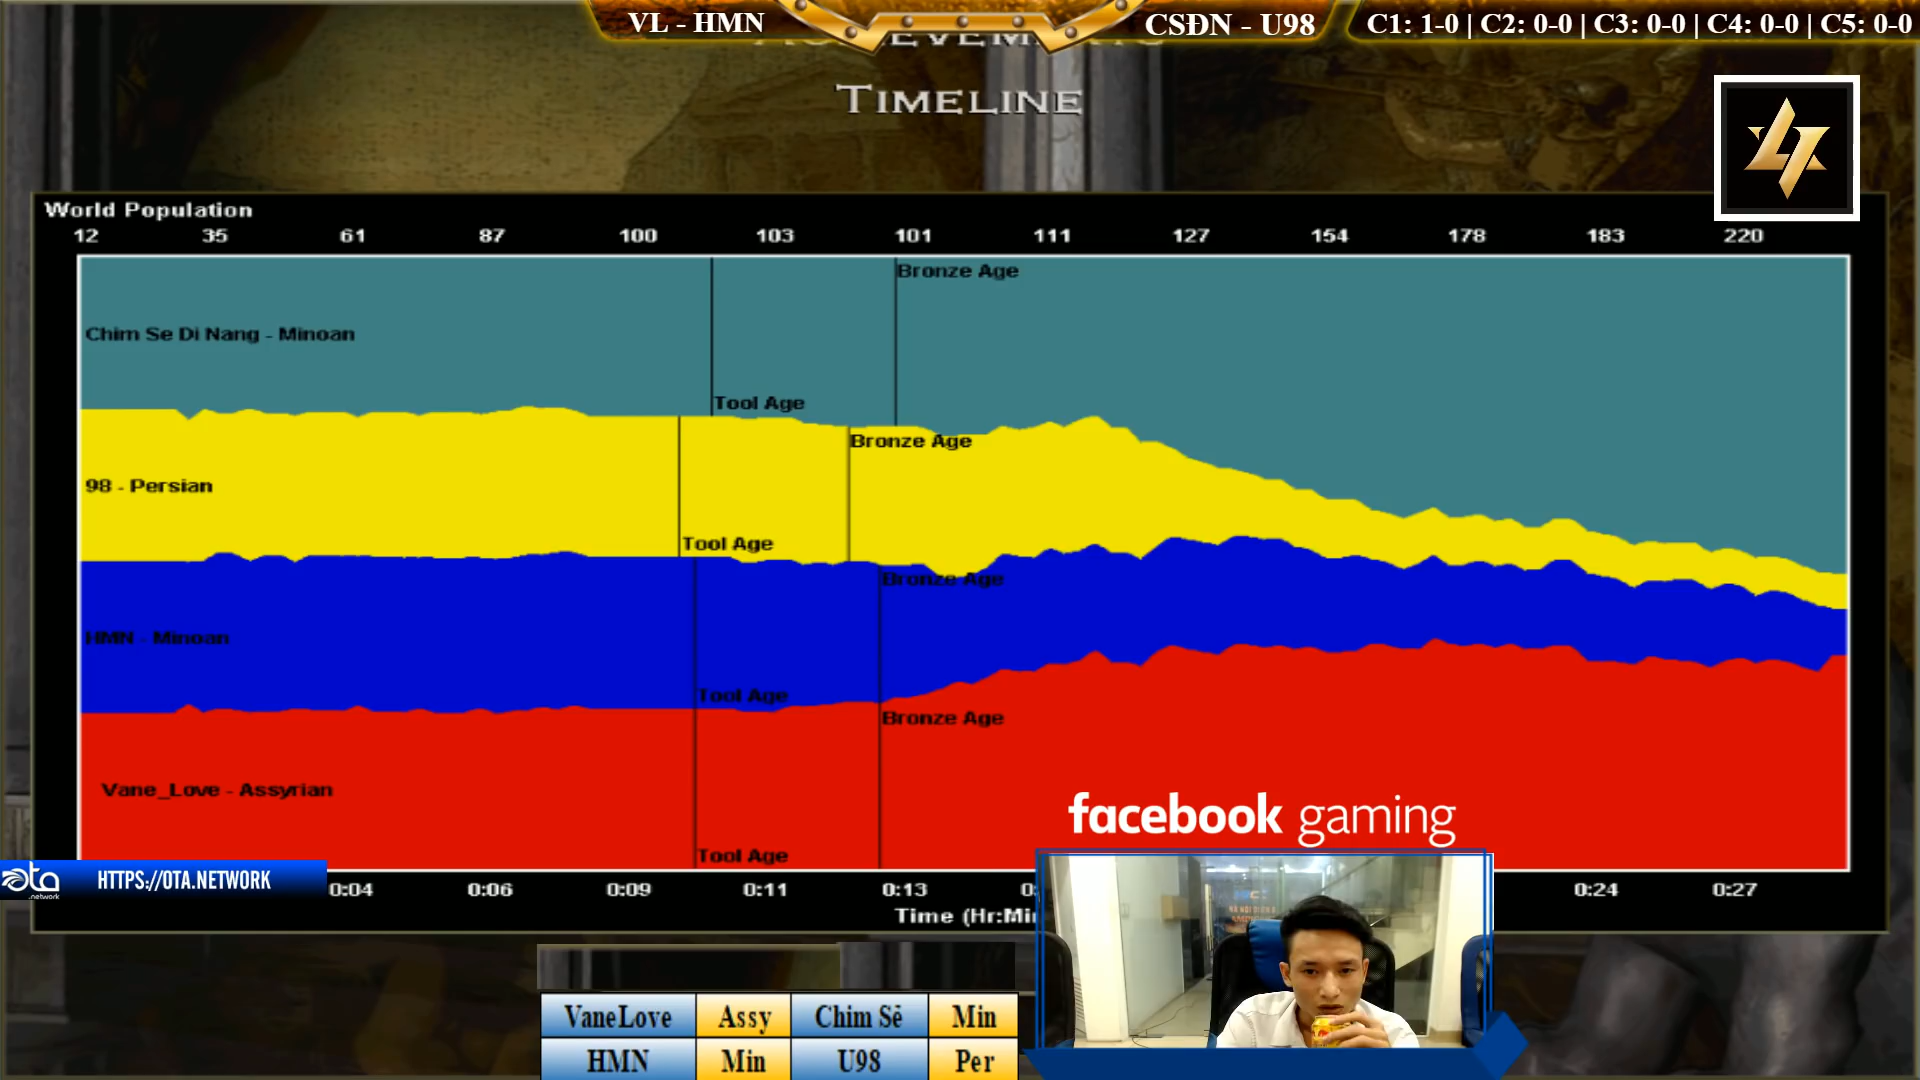 VL - HMN
CSĐN - U98
C1: 1-0 | C2: 0-0 | C3: 0-0 | C4: 0-0 | C5: 0-0
TIMELINE
World Population
12 35 61 87 100 103 101 111 127 154 178 183 220
Bronze Age
Chim Se Di Nang - Minoan
Tool Age
Bronze Age
98 - Persian
Tool Age
Bronze Age
HMN - Minoan
Tool Age
Bronze Age
Vane_Love - Assyrian
Tool Age
facebook gaming
ota
.network
HTTPS://OTA.NETWORK
0:04 0:06 0:09 0:11 0:13 0:24 0:27
Time (Hr:Min
VaneLove Assy Chim Sẻ Min
HMN Min U98 Per